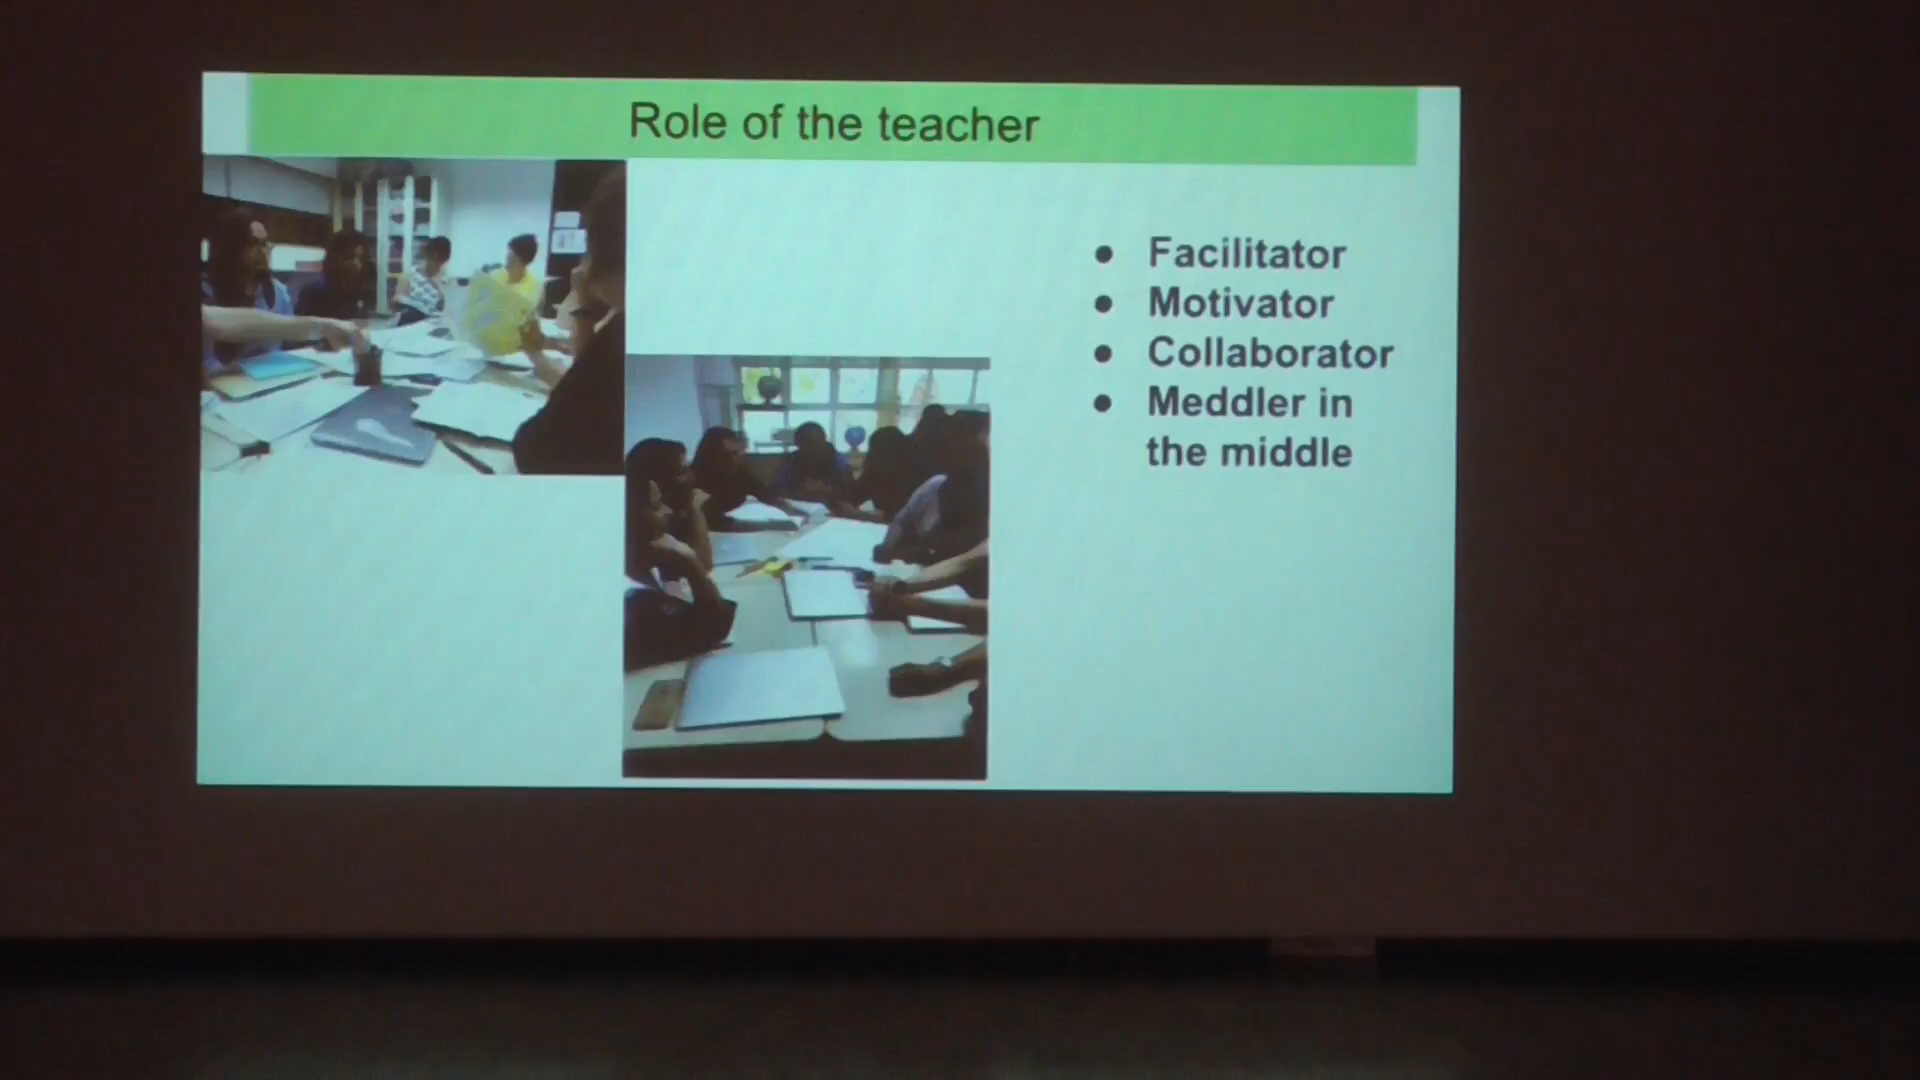 Role of the teacher
● Facilitator
● Motivator
● Collaborator
● Meddler in
the middle